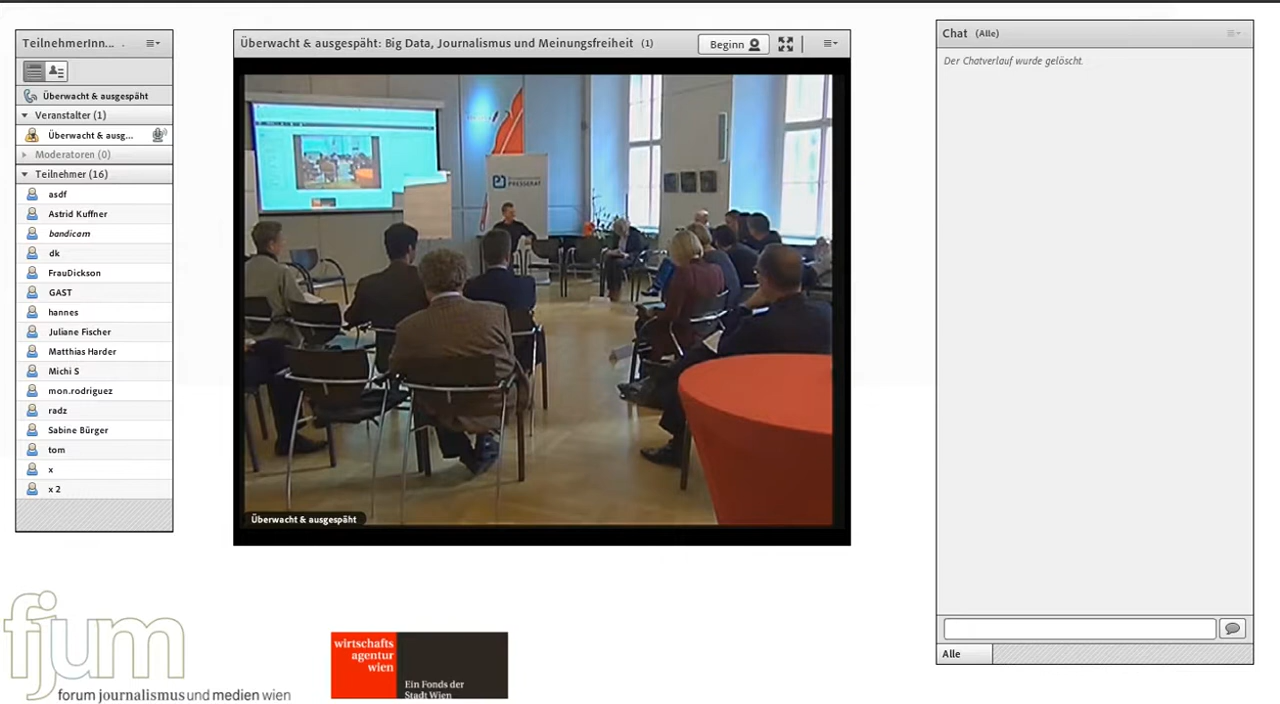 TeilnehmerInn... .
Überwacht & ausgespäht
Veranstalter (1)
Überwacht & ausg...
Moderatoren (0)
Teilnehmer (16)
asdf
Astrid Kuffner
bandicam
dk
FrauDickson
GAST
hannes
Juliane Fischer
Matthias Harder
Michi S
mon.rodriguez
radz
Sabine Bürger
tom
x
x 2
Überwacht & ausgespäht: Big Data, Journalismus und Meinungsfreiheit (1)
Beginn
PRESSERAT
Überwacht & ausgespäht
Chat (Alle)
Der Chatverlauf wurde gelöscht.
Alle
fjum
forum journalismus und medien wien
wirtschafts
agentur
wien
Ein Fonds der
Stadt Wien